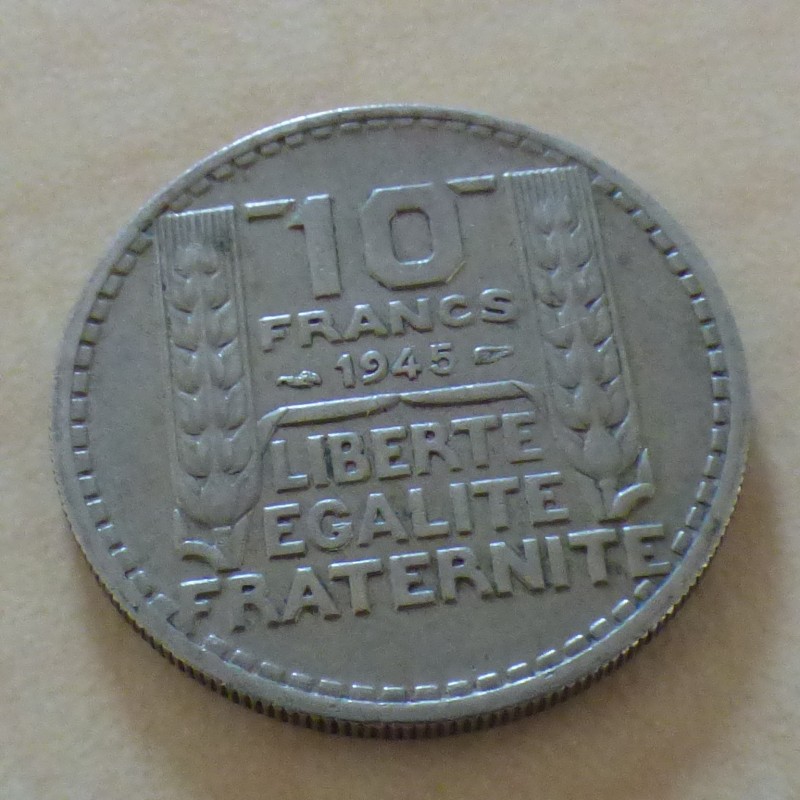 10
FRANCS
1945
LIBERTE
EGALITE
FRATERNITE